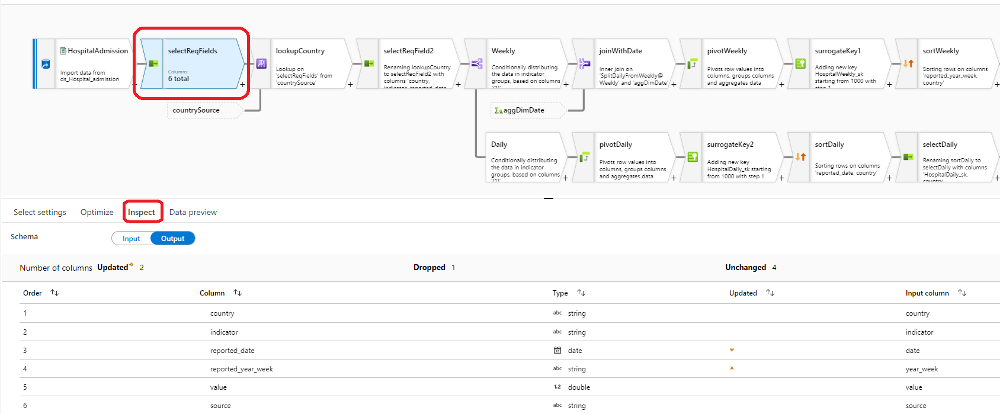 HospitalAdmission
Import data from
ds_Hospital_admission
+
selectReqFields
Columns:
6 total
+
lookupCountry
Lookup on
'selectReqFields' from
'countrySource'
+
selectReqField2
Renaming lookupCountry
to selectReqField2 with
columns 'country,
indicator, reported_date,
+
Weekly
Conditionally distributing
the data in indicator
groups, based on columns
'{1}'
+
joinWithDate
Inner join on
'SplitDailyFromWeekly@
Weekly' and 'aggDimDate'
+
pivotWeekly
Pivots row values into
columns, groups columns
and aggregates data
+
surrogateKey1
Adding new key
HospitalWeekly_sk
starting from 1000 with
step 1
+
sortWeekly
Sorting rows on columns
'reported_year_week,
country'
+
countrySource
aggDimDate
Daily
Conditionally distributing
the data in indicator
groups, based on columns
'{1}'
+
pivotDaily
Pivots row values into
columns, groups columns
and aggregates data
+
surrogateKey2
Adding new key
HospitalDaily_sk starting
from 1000 with step 1
+
sortDaily
Sorting rows on columns
'reported_date, country'
+
selectDaily
Renaming sortDaily to
selectDaily with columns
'HospitalDaily_sk,
country,
+
Select settings Optimize Inspect Data preview
Schema Input Output
Number of columns Updated* 2 Dropped 1 Unchanged 4
Order Column Type Updated Input column
1 country abc string country
2 indicator abc string indicator
3 reported_date 12 date * date
4 reported_year_week abc string * year_week
5 value 1.2 double value
6 source abc string source